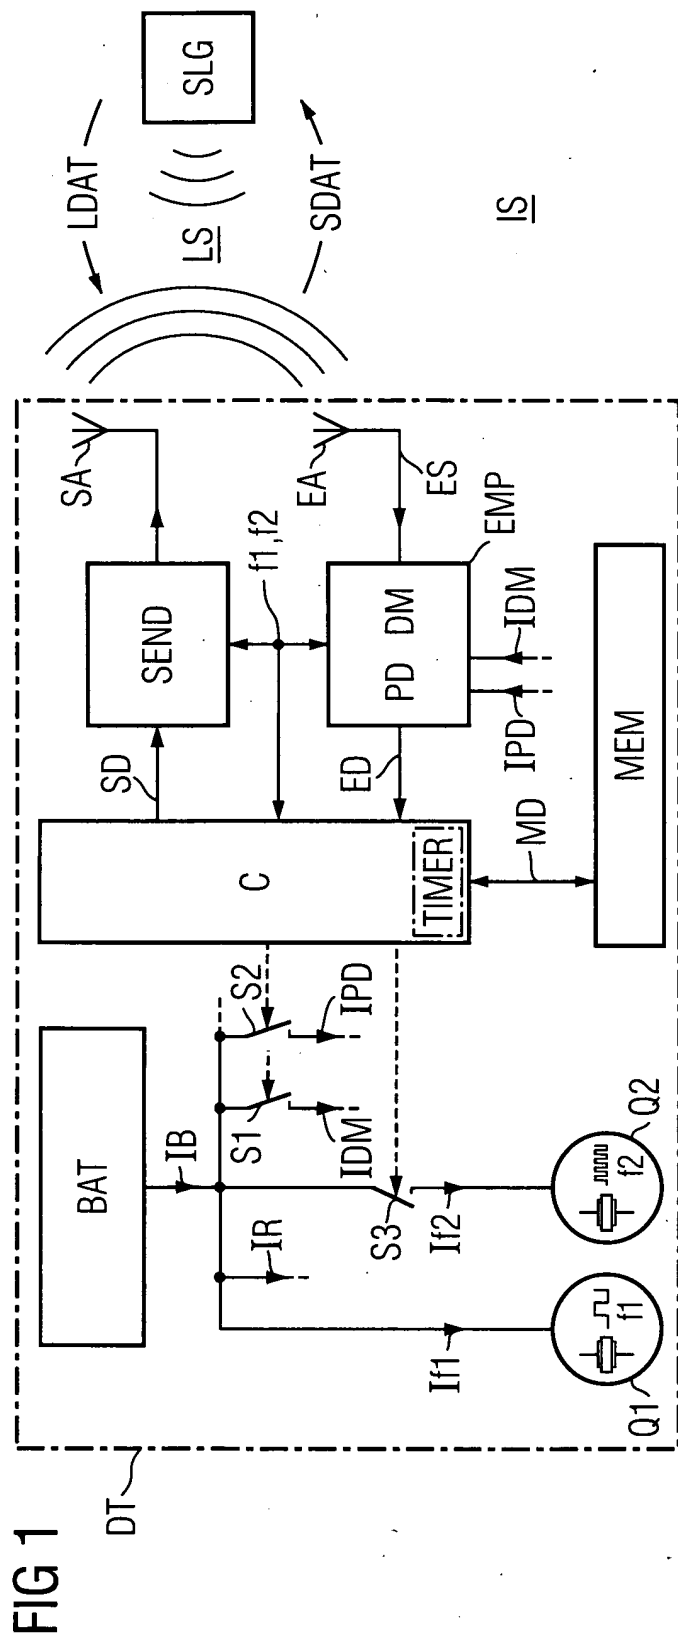 FIG 1
DT
BAT
IB
IR
If1
If2
S3
S1
S2
IDM
IPD
Q1
f1
Q2
f2
C
TIMER
SD
ED
MD
MEM
SEND
f1,f2
PD DM
EMP
IPD
IDM
SA
EA
ES
LDAT
LS
SDAT
SLG
IS